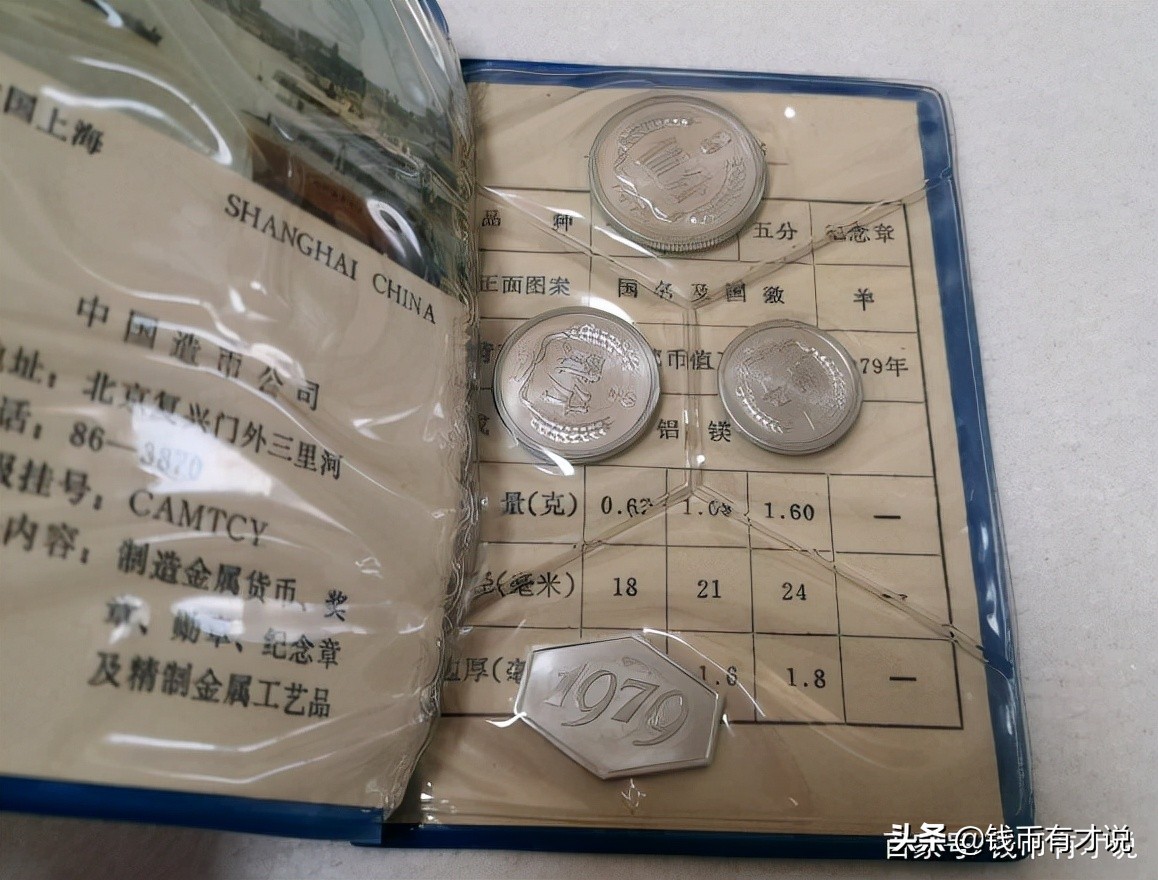 国上海
SHANGHAI CHINA
中国造币公司
址：北京复兴门外三里河
话：86—3870
挂号：CAMTCY
内容：制造金属货币、奖
章、勋章、纪念章
及精制金属工艺品
品 种 五分 纪念章
正面图案 国名及国徽 羊
币值 79年
铝 镁
量(克) 1.60 —
(毫米) 18 21 24 —
边厚( 1.6 1.8 —
1979
头条 @钱币有才说